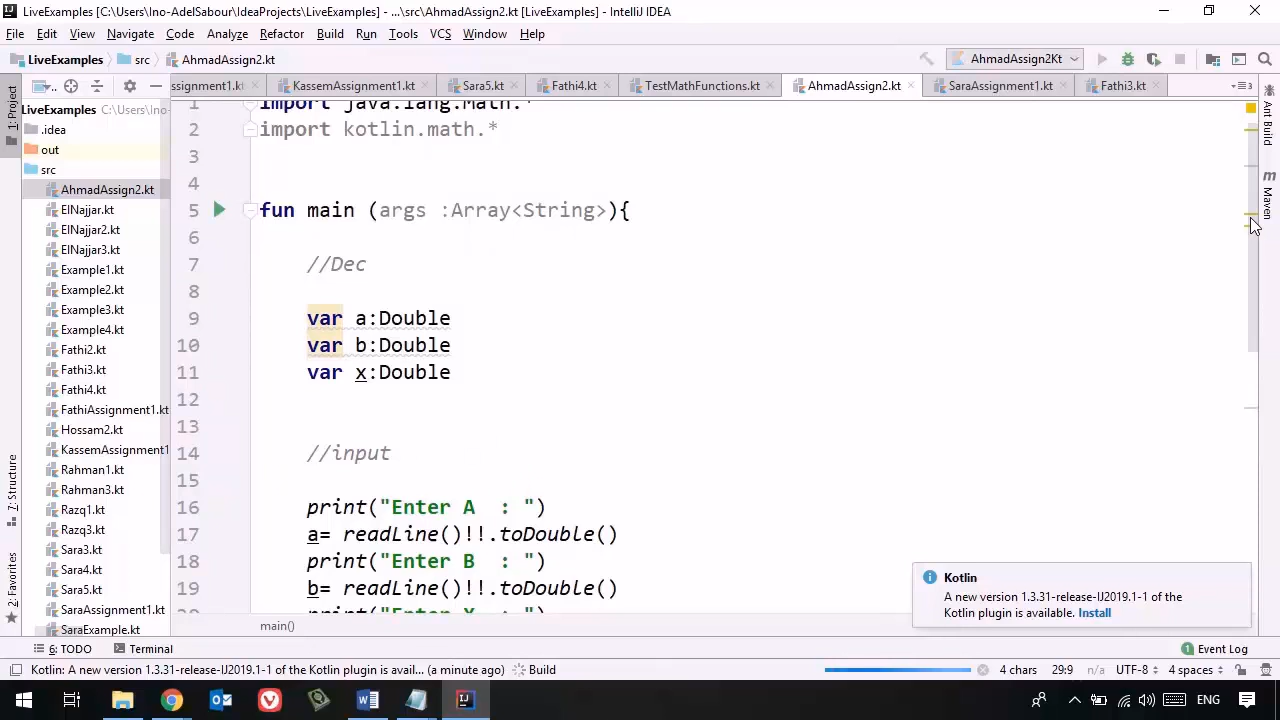 LiveExamples [C:\Users\Ino-AdelSabour\IdeaProjects\LiveExamples] - ...\src\AhmadAssign2.kt [LiveExamples] - IntelliJ IDEA
File Edit View Navigate Code Analyze Refactor Build Run Tools VCS Window Help
LiveExamples src AhmadAssign2.kt AhmadAssign2Kt
ssignment1.kt KassemAssignment1.kt Sara5.kt Fathi4.kt TestMathFunctions.kt AhmadAssign2.kt SaraAssignment1.kt Fathi3.kt
1: Project
7: Structure
2: Favorites
LiveExamples C:\Users\Ino-A
.idea
out
src
AhmadAssign2.kt
ElNajjar.kt
ElNajjar2.kt
ElNajjar3.kt
Example1.kt
Example2.kt
Example3.kt
Example4.kt
Fathi2.kt
Fathi3.kt
Fathi4.kt
FathiAssignment1.kt
Hossam2.kt
KassemAssignment1
Rahman1.kt
Rahman3.kt
Razq1.kt
Razq3.kt
Sara3.kt
Sara4.kt
Sara5.kt
SaraAssignment1.kt
SaraExample.kt
1 import java.lang.Math.*
2 import kotlin.math.*
3
4
5 fun main (args :Array<String>){
6
7 //Dec
8
9 var a:Double
10 var b:Double
11 var x:Double
12
13
14 //input
15
16 print("Enter A  : ")
17 a= readLine()!!.toDouble()
18 print("Enter B  : ")
19 b= readLine()!!.toDouble()
20 print("Enter X  : ")
main()
Ant Build
Maven
Kotlin
A new version 1.3.31-release-IJ2019.1-1 of the
Kotlin plugin is available. Install
6: TODO Terminal Event Log
Kotlin: A new version 1.3.31-release-IJ2019.1-1 of the Kotlin plugin is avail... (a minute ago) Build 4 chars 29:9 n/a UTF-8 4 spaces
ENG